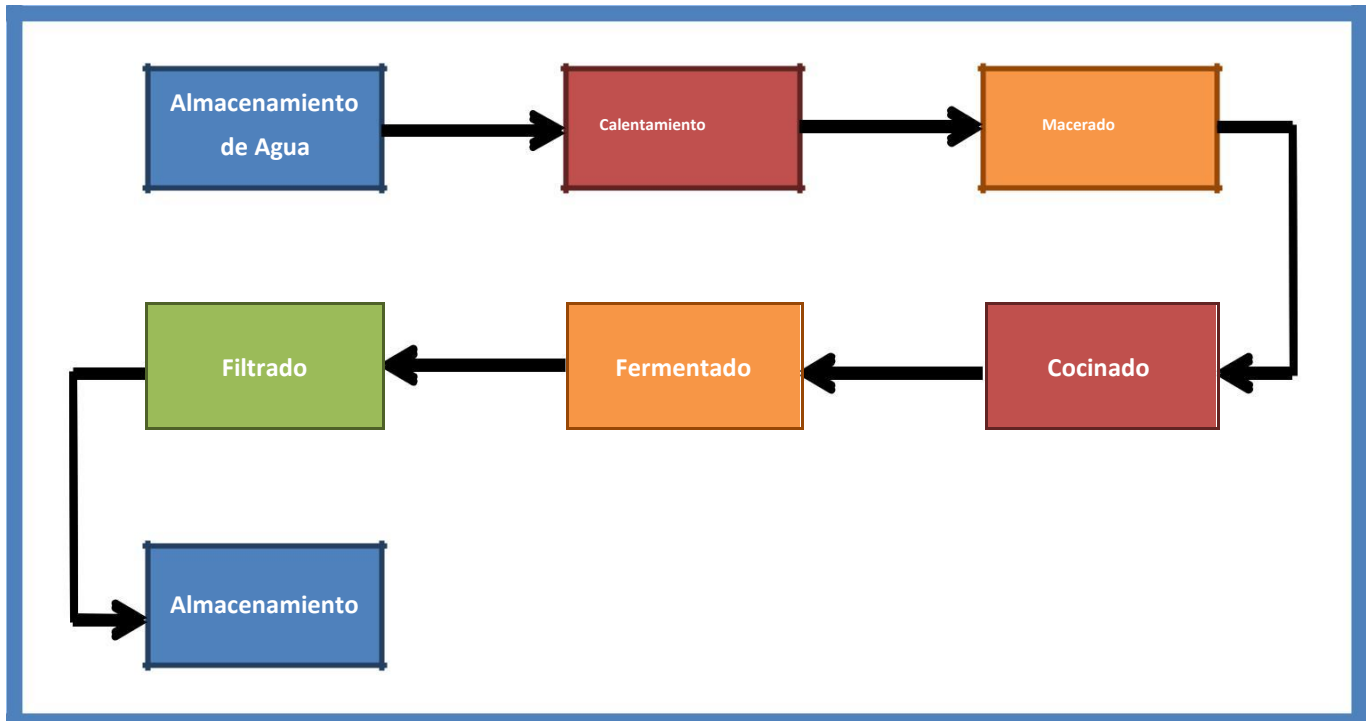 Almacenamiento
de Agua
Calentamiento
Macerado
Cocinado
Fermentado
Filtrado
Almacenamiento